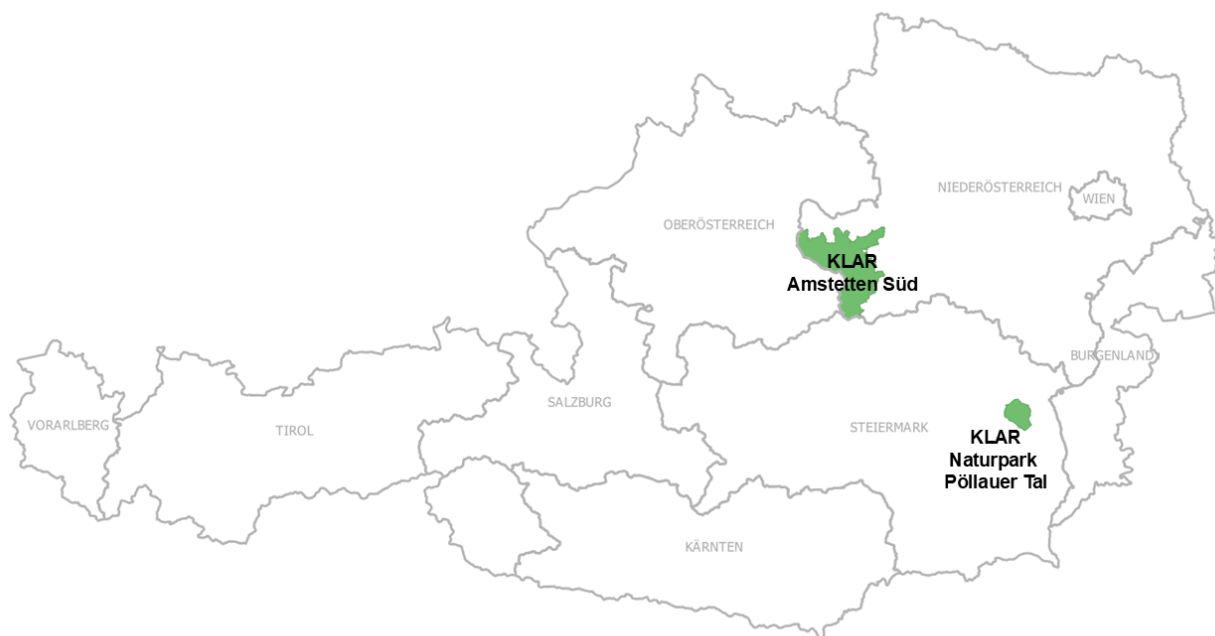 NIEDERÖSTERREICH
WIEN
OBERÖSTERREICH
KLAR
Amstetten Süd
BURGENLAND
SALZBURG
VORARLBERG
TIROL
STEIERMARK
KLAR
Naturpark
Pöllauer Tal
KÄRNTEN